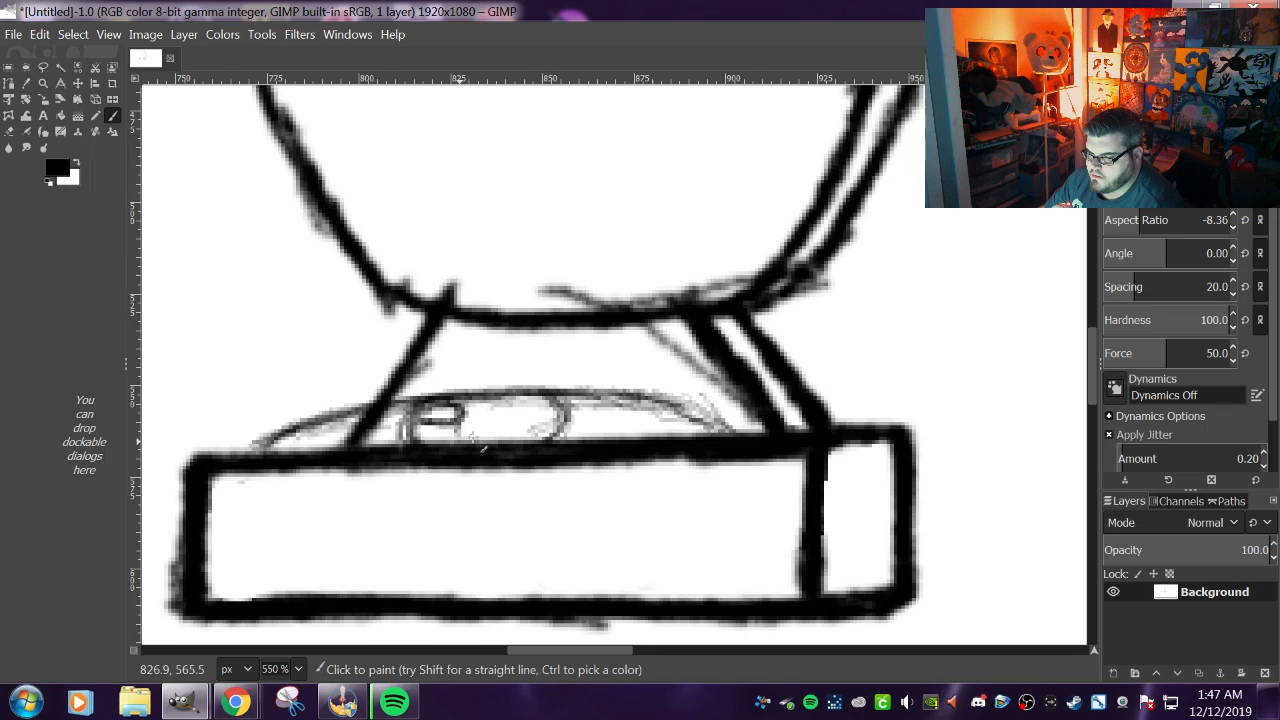 *[Untitled]-1.0 (RGB color 8-bit gamma integer, GIMP built-in sRGB, 1 layer) 1920x1080 – GIMP
File Edit Select View Image Layer Colors Tools Filters Windows Help
750 775 800 825 850 875 900 925 950
Aspect Ratio -8.36
Angle 0.00
Spacing 20.0
Hardness 100.0
Force 50.0
Dynamics
Dynamics Off
Dynamics Options
Apply Jitter
Amount 0.20
You
can
drop
dockable
dialogs
here
Layers Channels Paths
Mode Normal
Opacity 100.0
Lock:
Background
826.9, 565.5 px 550 % Click to paint (try Shift for a straight line, Ctrl to pick a color)
1:47 AM
12/12/2019